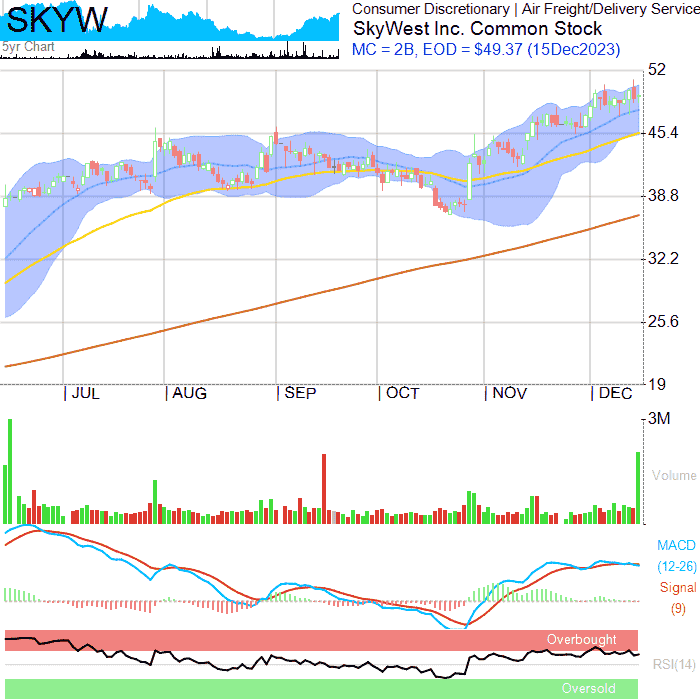 SKYW
5yr Chart
Consumer Discretionary | Air Freight/Delivery Service
SkyWest Inc. Common Stock
MC = 2B, EOD = $49.37 (15Dec2023)
52
45.4
38.8
32.2
25.6
19
JUL
AUG
SEP
OCT
NOV
DEC
3M
Volume
MACD
(12-26)
Signal
(9)
Overbought
RSI(14)
Oversold